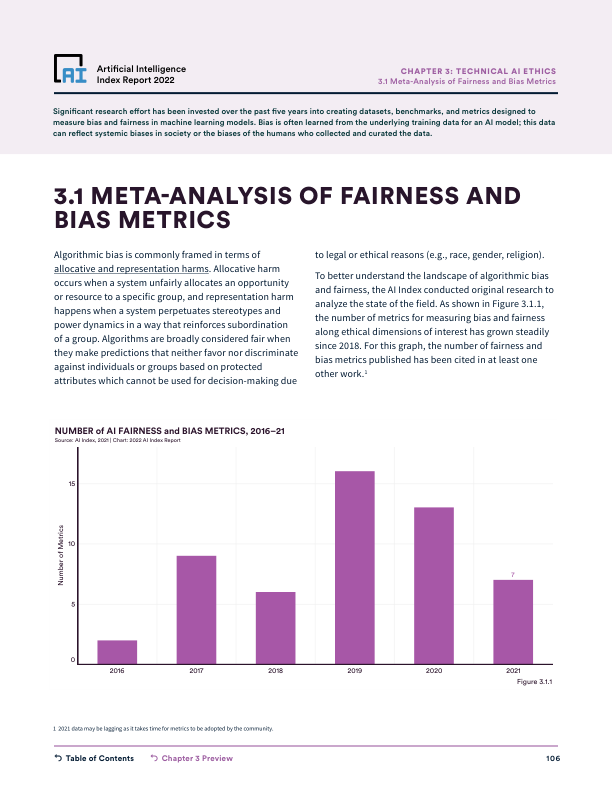 AI
Artificial Intelligence
Index Report 2022
CHAPTER 3: TECHNICAL AI ETHICS
3.1 Meta-Analysis of Fairness and Bias Metrics
Significant research effort has been invested over the past five years into creating datasets, benchmarks, and metrics designed to
measure bias and fairness in machine learning models. Bias is often learned from the underlying training data for an AI model; this data
can reflect systemic biases in society or the biases of the humans who collected and curated the data.
3.1 META-ANALYSIS OF FAIRNESS AND
BIAS METRICS
Algorithmic bias is commonly framed in terms of
allocative and representation harms. Allocative harm
occurs when a system unfairly allocates an opportunity
or resource to a specific group, and representation harm
happens when a system perpetuates stereotypes and
power dynamics in a way that reinforces subordination
of a group. Algorithms are broadly considered fair when
they make predictions that neither favor nor discriminate
against individuals or groups based on protected
attributes which cannot be used for decision-making due
to legal or ethical reasons (e.g., race, gender, religion).
To better understand the landscape of algorithmic bias
and fairness, the AI Index conducted original research to
analyze the state of the field. As shown in Figure 3.1.1,
the number of metrics for measuring bias and fairness
along ethical dimensions of interest has grown steadily
since 2018. For this graph, the number of fairness and
bias metrics published has been cited in at least one
other work.1
NUMBER of AI FAIRNESS and BIAS METRICS, 2016–21
Source: AI Index, 2021 | Chart: 2022 AI Index Report
Number of Metrics
15
10
5
0
7
2016
2017
2018
2019
2020
2021
Figure 3.1.1
1 2021 data may be lagging as it takes time for metrics to be adopted by the community.
Table of Contents
Chapter 3 Preview
106